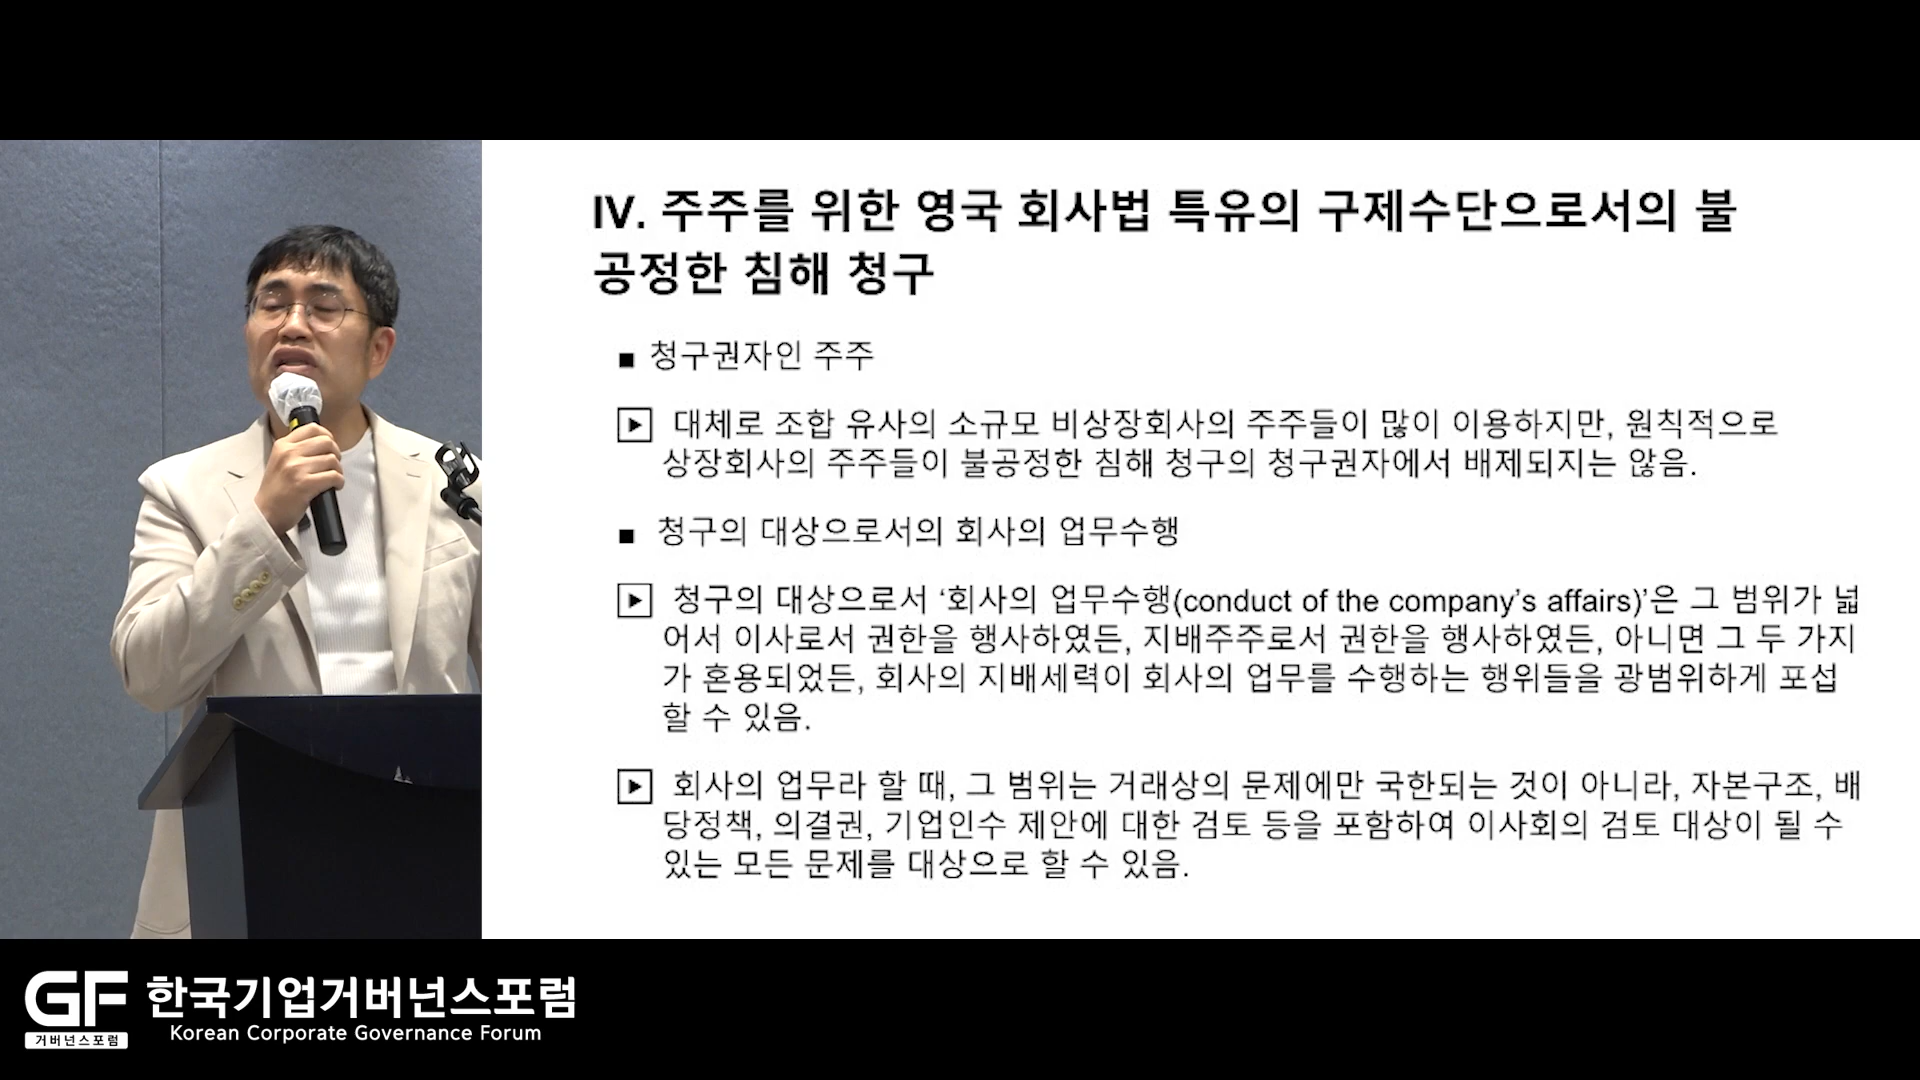 IV. 주주를 위한 영국 회사법 특유의 구제수단으로서의 불
공정한 침해 청구
■ 청구권자인 주주
▶ 대체로 조합 유사의 소규모 비상장회사의 주주들이 많이 이용하지만, 원칙적으로
상장회사의 주주들이 불공정한 침해 청구의 청구권자에서 배제되지는 않음.
■ 청구의 대상으로서의 회사의 업무수행
▶ 청구의 대상으로서 ‘회사의 업무수행(conduct of the company’s affairs)’은 그 범위가 넓
어서 이사로서 권한을 행사하였든, 지배주주로서 권한을 행사하였든, 아니면 그 두 가지
가 혼용되었든, 회사의 지배세력이 회사의 업무를 수행하는 행위들을 광범위하게 포섭
할 수 있음.
▶ 회사의 업무라 할 때, 그 범위는 거래상의 문제에만 국한되는 것이 아니라, 자본구조, 배
당정책, 의결권, 기업인수 제안에 대한 검토 등을 포함하여 이사회의 검토 대상이 될 수
있는 모든 문제를 대상으로 할 수 있음.
GF 한국기업거버넌스포럼
거버넌스포럼 Korean Corporate Governance Forum